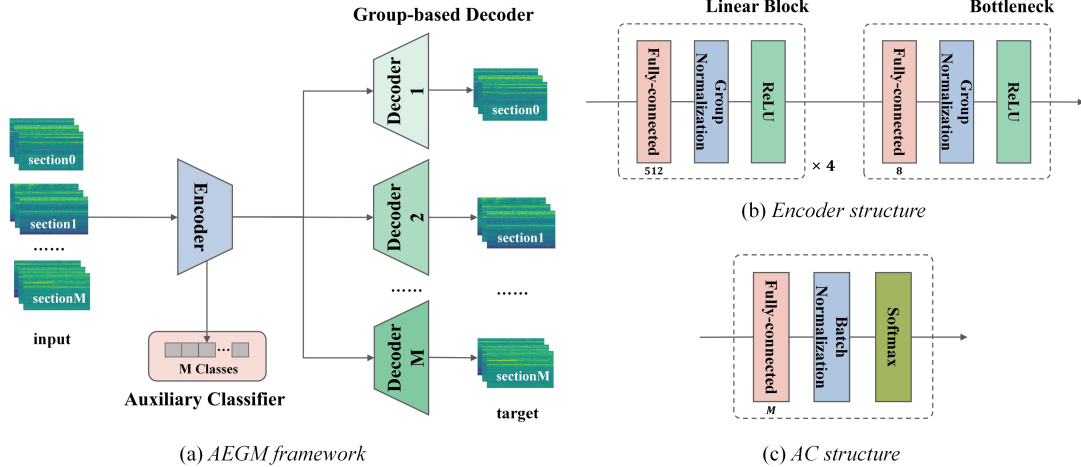 Group-based Decoder
Decoder
1
section0
section0
Encoder
Decoder
2
section1
section1
......
......
......
sectionM
Decoder
M
sectionM
input
...
M Classes
Auxiliary Classifier
target
(a) AEGM framework
Linear Block
Bottleneck
Fully-connected
Group
Normalization
ReLU
Fully-connected
Group
Normalization
ReLU
512
× 4
8
(b) Encoder structure
Fully-connected
Batch
Normalization
Softmax
M
(c) AC structure